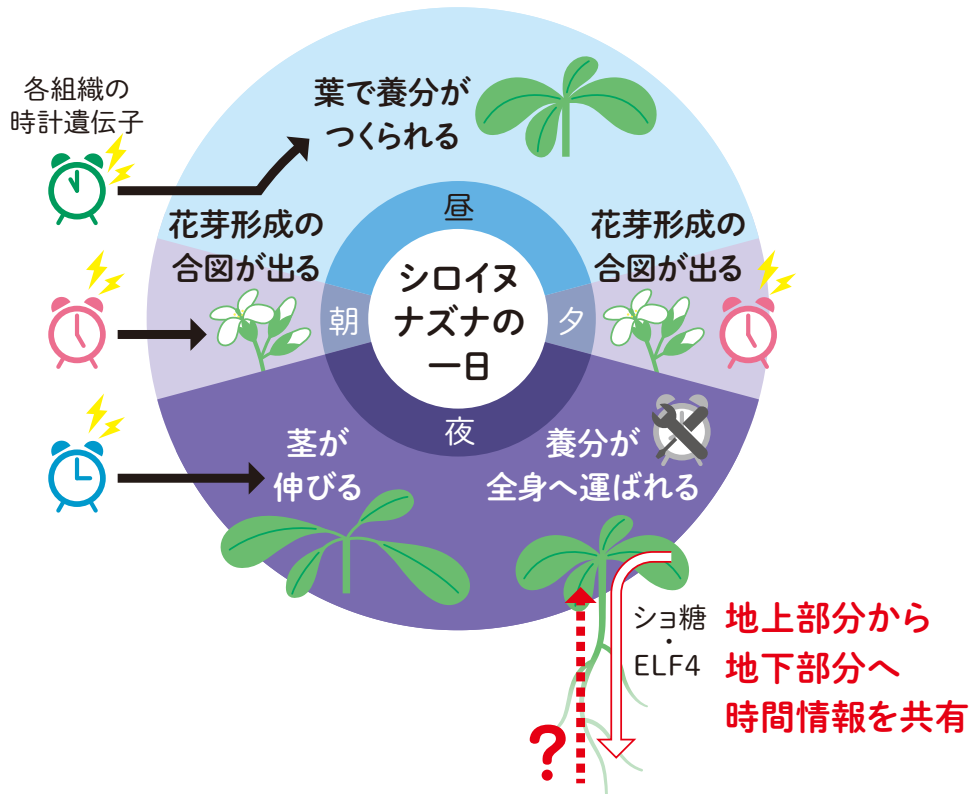 各組織の
時計遺伝子
葉で養分が
つくられる
花芽形成の
合図が出る
花芽形成の
合図が出る
昼
朝
シロイヌ
ナズナの
一日
夕
夜
茎が
伸びる
養分が
全身へ運ばれる
ショ糖
・
ELF4
地上部分から
地下部分へ
時間情報を共有
?